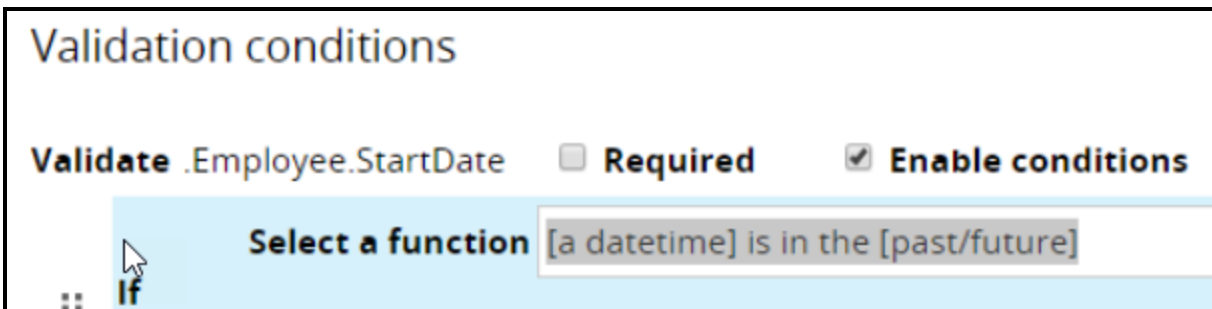 Validation conditions
Validate .Employee.StartDate Required Enable conditions
Select a function [a datetime] is in the [past/future]
If